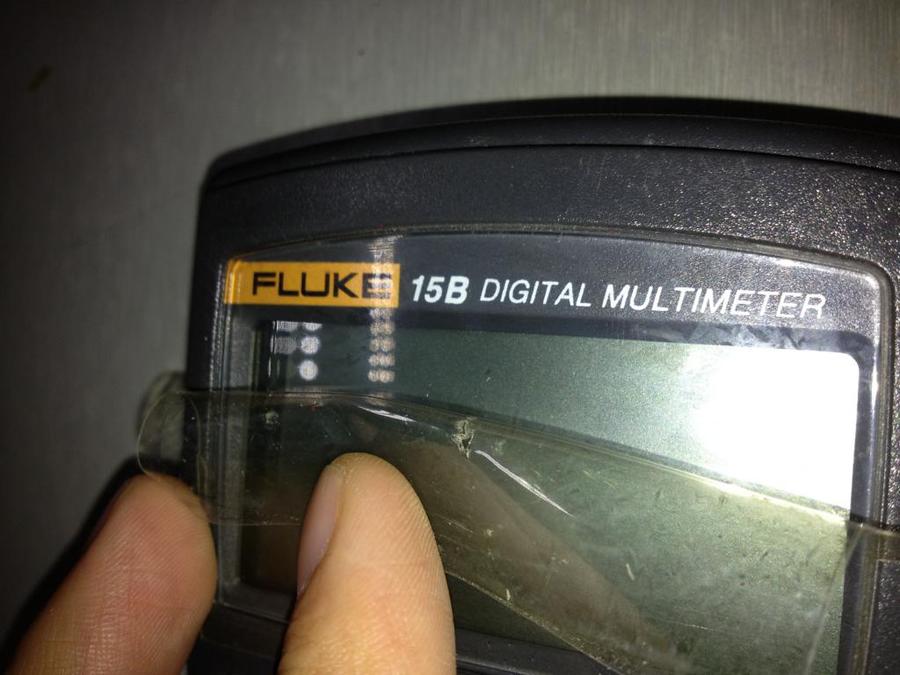 FLUKE 15B DIGITAL MULTIMETER